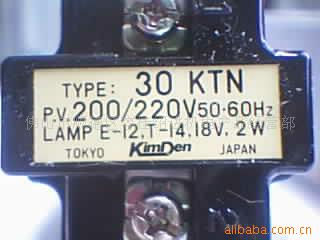 TYPE: 30 KTN
P.V. 200/220V 50·60Hz
LAMP E-12, T-14, 18V, 2W
TOKYO KimDen JAPAN
alibaba.com.cn